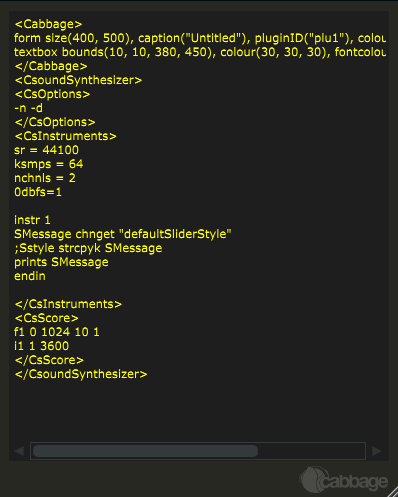 <Cabbage>
form size(400, 500), caption("Untitled"), pluginID("plu1"), colou
textbox bounds(10, 10, 380, 450), colour(30, 30, 30), fontcolou
</Cabbage>
<CsoundSynthesizer>
<CsOptions>
-n -d
</CsOptions>
<CsInstruments>
sr = 44100
ksmps = 64
nchnls = 2
0dbfs=1
instr 1
SMessage chnget "defaultSliderStyle"
;Sstyle strcpyk SMessage
prints SMessage
endin
</CsInstruments>
<CsScore>
f1 0 1024 10 1
i1 1 3600
</CsScore>
</CsoundSynthesizer>
cabbage